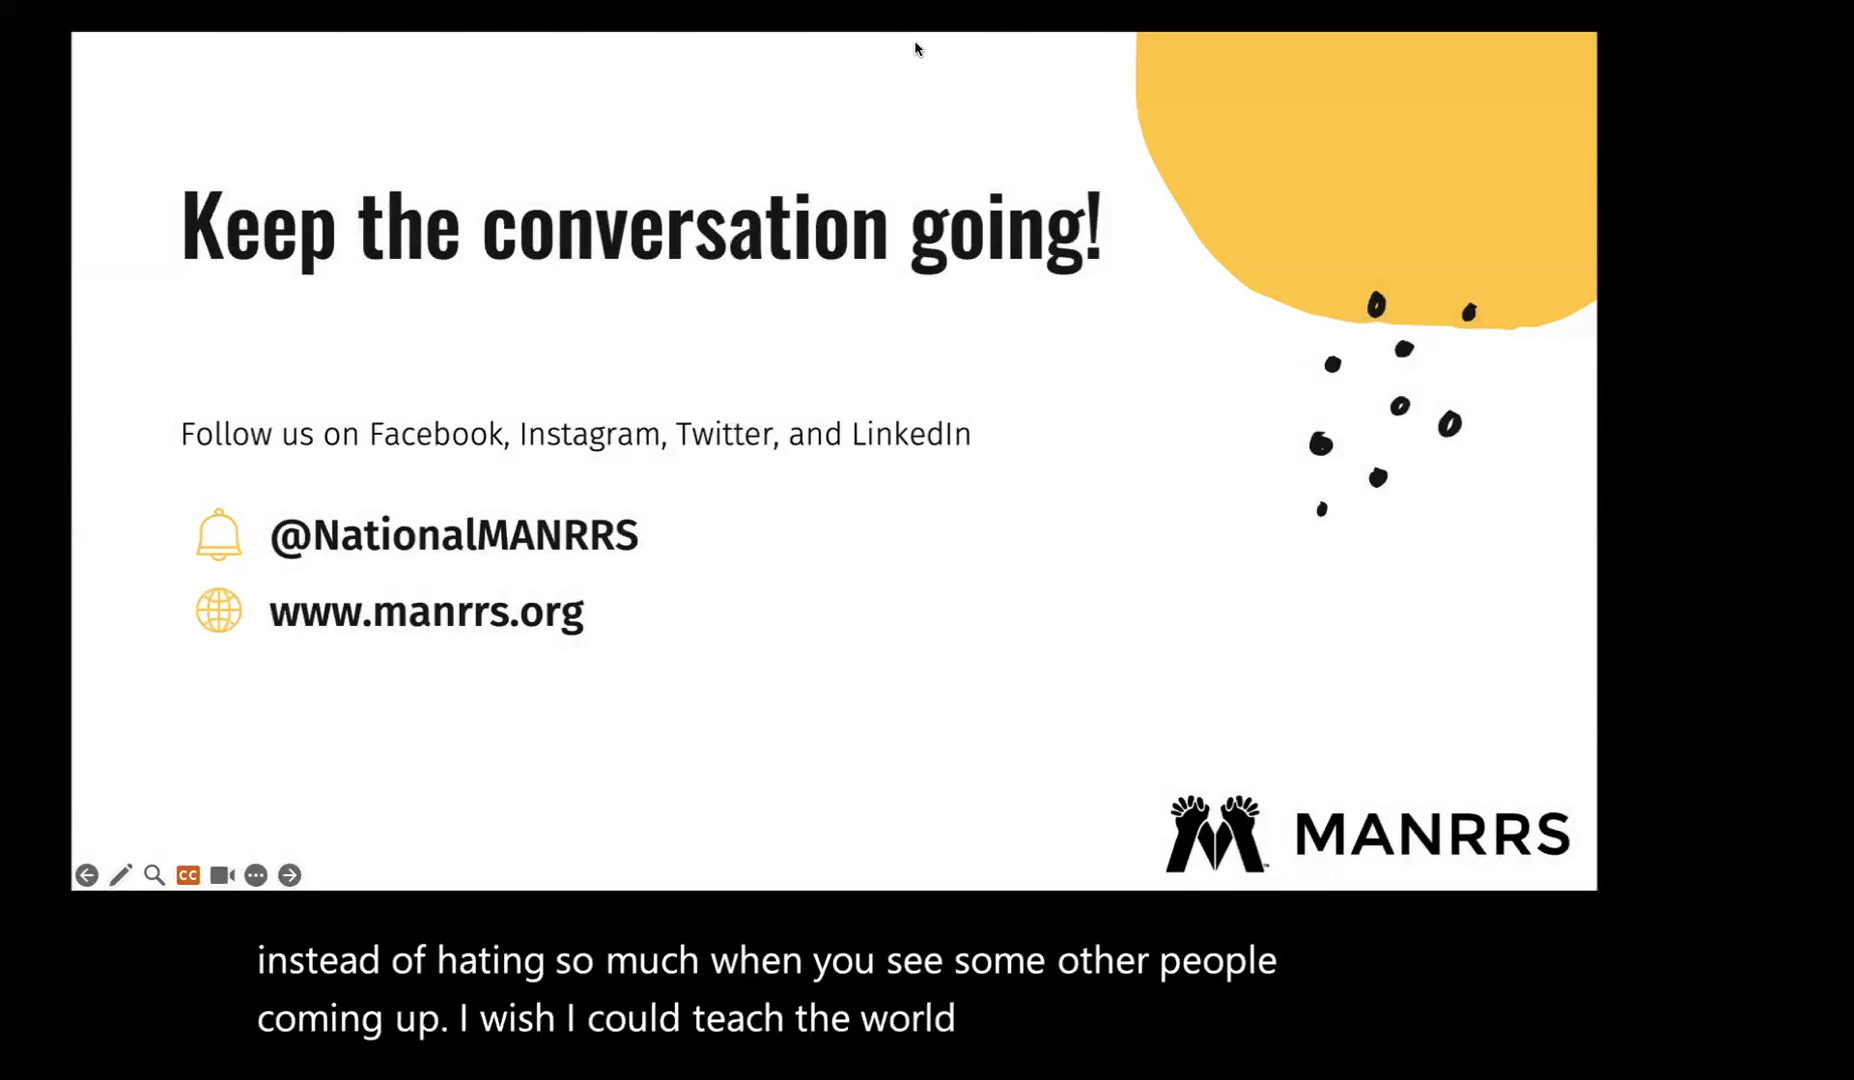 Keep the conversation going!
Follow us on Facebook, Instagram, Twitter, and LinkedIn
@NationalMANRRS
www.manrrs.org
MANRRS
CC
instead of hating so much when you see some other people
coming up. I wish I could teach the world